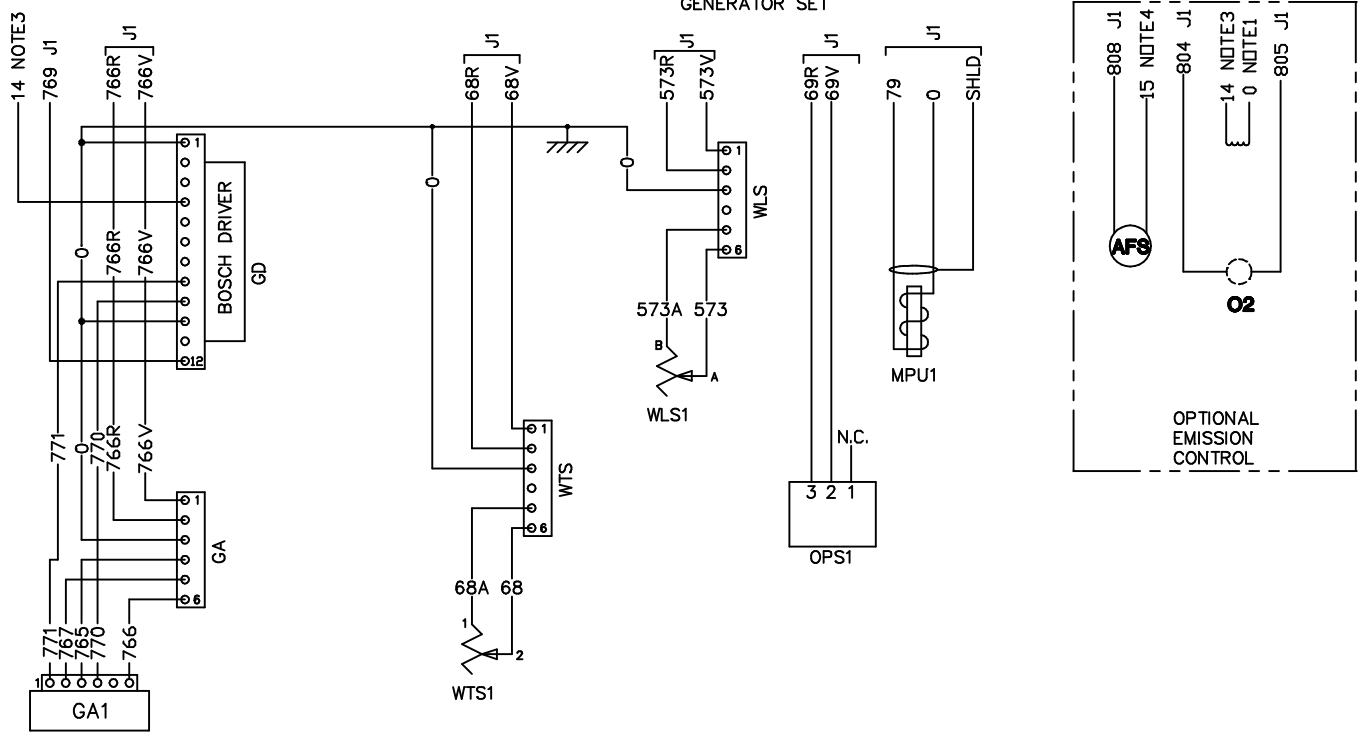 GENERATOR SET
14 NOTE3
769 J1
J1
766R
766V
J1
68R
68V
J1
573R
573V
J1
69R
69V
J1
79
0
SHLD
808 J1
15 NOTE4
804 J1
14 NOTE3
0 NOTE1
805 J1
1
BOSCH DRIVER
GD
12
0
766R
766V
0
0
1
WLS
6
573A
573
B
A
WLS1
MPU1
AFS
O2
OPTIONAL
EMISSION
CONTROL
771
0
770
766R
766V
1
WTS
6
N.C.
3 2 1
OPS1
1
GA
6
68A
68
1
2
WTS1
771
767
765
770
766
1
GA1